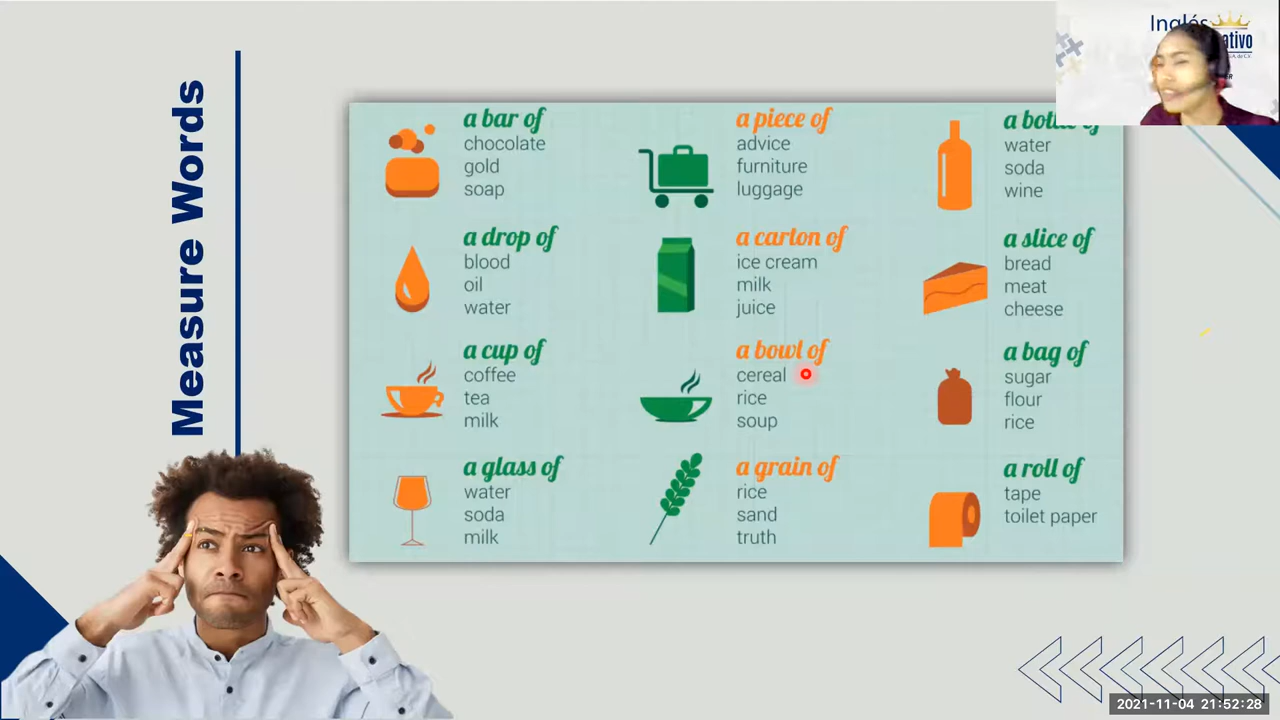 Measure Words
a bar of
chocolate
gold
soap
a piece of
advice
furniture
luggage
water
soda
wine
a drop of
blood
oil
water
a carton of
ice cream
milk
juice
a slice of
bread
meat
cheese
a cup of
coffee
tea
milk
a bowl of
cereal
rice
soup
a bag of
sugar
flour
rice
a glass of
water
soda
milk
a grain of
rice
sand
truth
a roll of
tape
toilet paper
2021-11-04 21:52:28